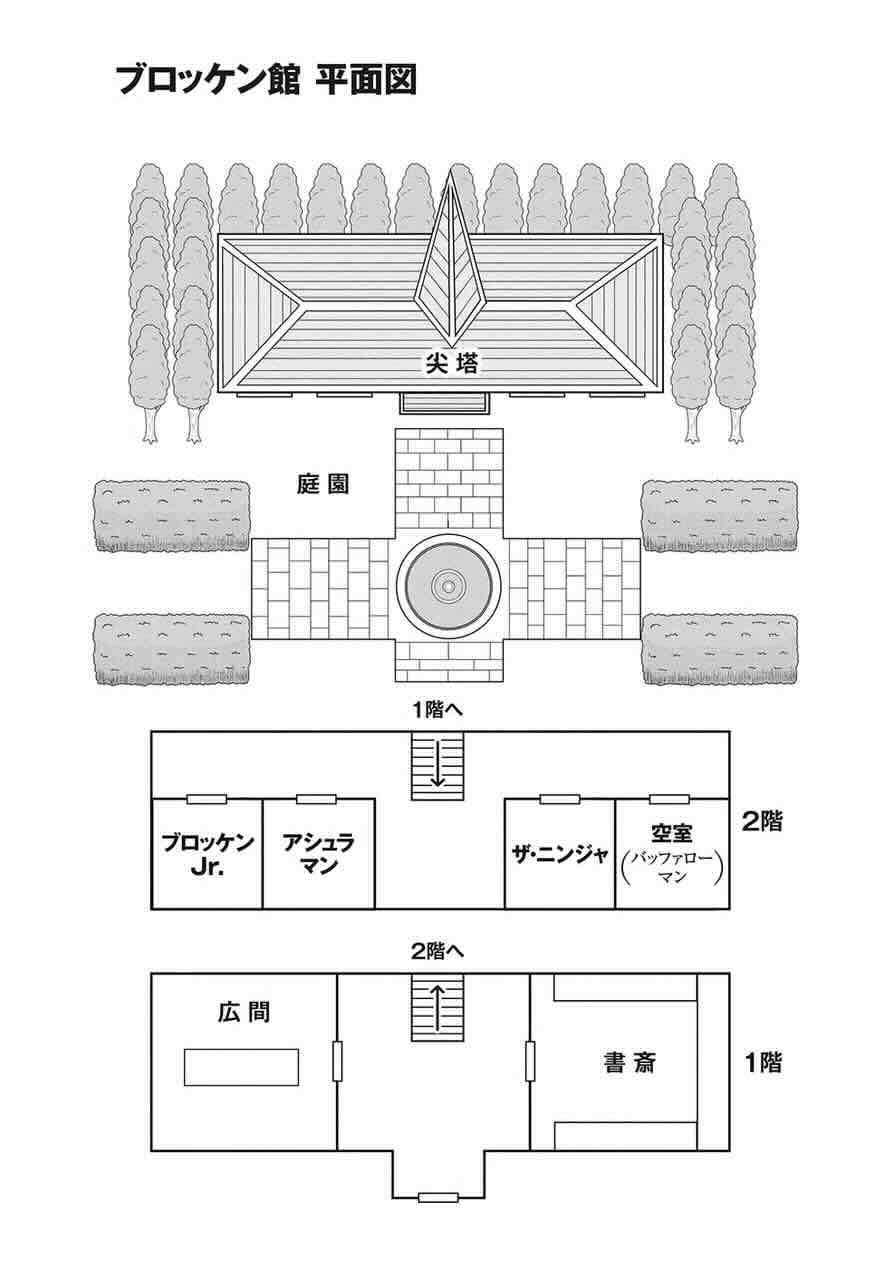 ブロッケン館 平面図
尖塔
庭園
1階へ
ブロッケン
Jr.
アシュラ
マン
ザ・ニンジャ
空室
(バッファロー
マン)
2階
2階へ
広間
書斎
1階